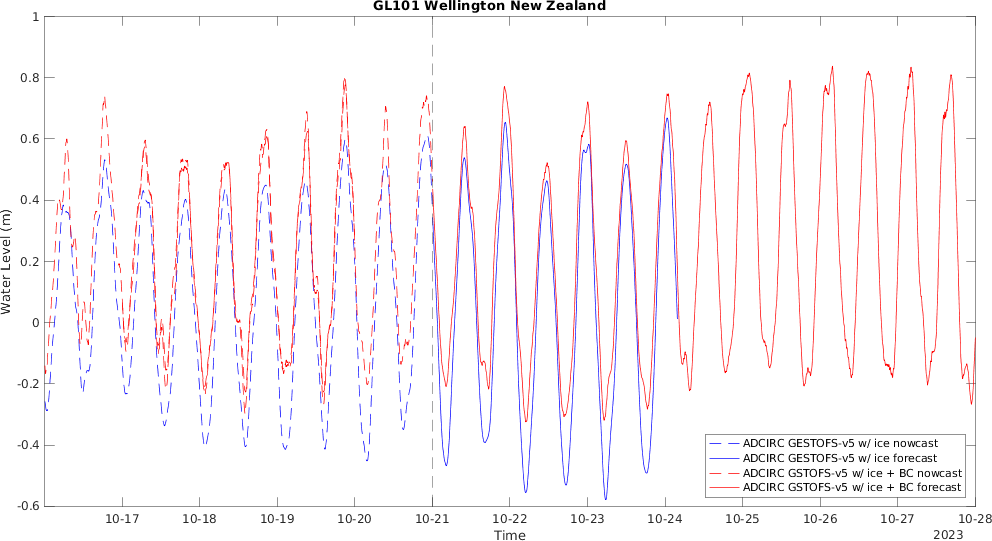 GL101 Wellington New Zealand
1
0.8
0.6
0.4
0.2
0
-0.2
-0.4
-0.6
Water Level (m)
ADCIRC GESTOFS-v5 w/ ice nowcast
ADCIRC GESTOFS-v5 w/ ice forecast
ADCIRC GSTOFS-v5 w/ ice + BC nowcast
ADCIRC GSTOFS-v5 w/ ice + BC forecast
10-17 10-18 10-19 10-20 10-21 10-22 10-23 10-24 10-25 10-26 10-27 10-28
Time
2023